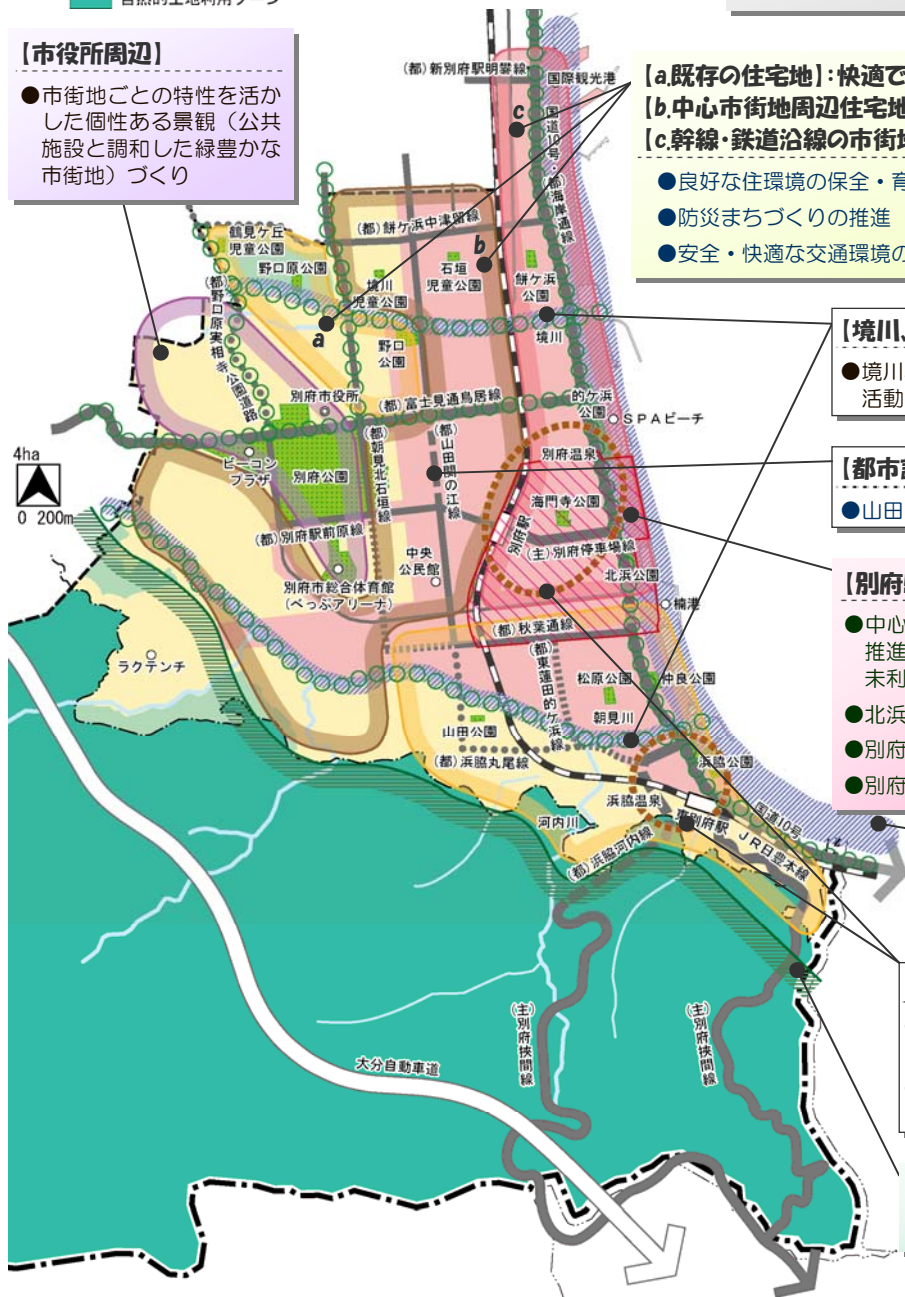 自然的土地利用ゾーン
【市役所周辺】
●市街地ごとの特性を活か
した個性ある景観（公共
施設と調和した緑豊かな
市街地）づくり
【a.既存の住宅地】：快適で
【b.中心市街地周辺住宅地
【c.幹線・鉄道沿線の市街地
●良好な住環境の保全・育
●防災まちづくりの推進
●安全・快適な交通環境の
【境川、
●境川
活動
【都市
●山田
【別府
●中心
推進
未利
●北浜
●別府
●別府
(都)新別府駅明礬線
国際観光港
c
国道10号・(都)海岸通線
(都)餅ケ浜中津留線
鶴見ケ丘
児童公園
野口原公園
b
石垣
児童公園
境川
児童公園
餅ケ浜
公園
(都)野口原実相寺公園道路
a
野口
公園
境川
別府市役所
(都)富士見通鳥居線
的ケ浜
公園
SPAビーチ
4ha
0 200m
ビーコン
プラザ
別府公園
(都)朝見北石垣線
(都)山田関の江線
別府温泉
海門寺公園
別府駅
(都)別府駅前原線
(主)別府停車場線
中央
公民館
北浜公園
別府市総合体育館
(べっぷアリーナ)
楠港
(都)秋葉通線
(都)東蓮田的ケ浜線
ラクテンチ
松原公園
仲良公園
朝見川
山田公園
(都)浜脇丸尾線
浜脇公園
浜脇温泉
東別府駅
国道10号
JR日豊本線
河内川
(都)浜脇河内線
(主)別府挾間線
(主)別府挾間線
大分自動車道